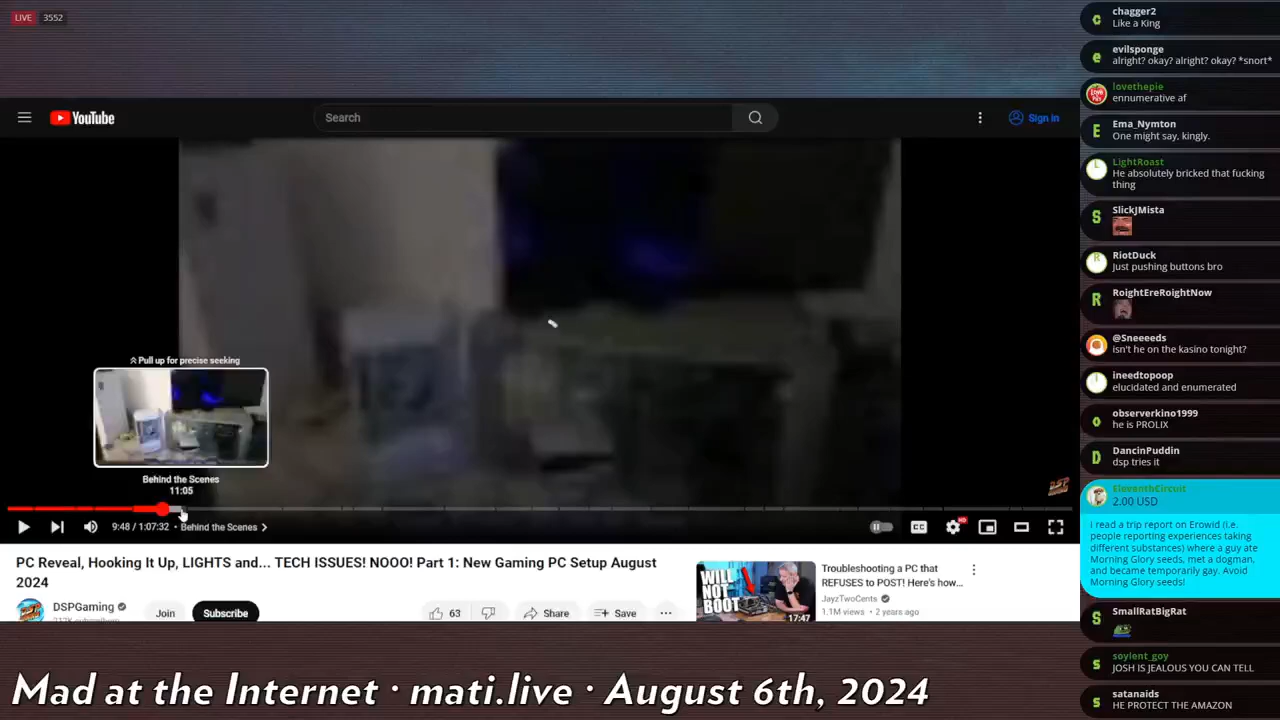 LIVE 3552
YouTube
Search
Sign in
Pull up for precise seeking
Behind the Scenes
11:05
9:48 / 1:07:32 • Behind the Scenes
CC
HD
PC Reveal, Hooking It Up, LIGHTS and... TECH ISSUES! NOOO! Part 1: New Gaming PC Setup August
2024
DSPGaming
Join
Subscribe
63
Share
Save
WILL
NOT
BOOT
17:47
Troubleshooting a PC that
REFUSES to POST! Here's how...
JayzTwoCents
1.1M views • 2 years ago
Mad at the Internet · mati.live · August 6th, 2024
chagger2
Like a King
evilsponge
alright? okay? alright? okay? *snort*
lovethepie
ennumerative af
Ema_Nymton
One might say, kingly.
LightRoast
He absolutely bricked that fucking
thing
SlickJMista
RiotDuck
Just pushing buttons bro
RoightEreRoightNow
@Sneeeeds
isn't he on the kasino tonight?
ineedtopoop
elucidated and enumerated
observerkino1999
he is PROLIX
DancinPuddin
dsp tries it
EleventhCircuit
2.00 USD
I read a trip report on Erowid (i.e.
people reporting experiences taking
different substances) where a guy ate
Morning Glory seeds, met a dogman,
and became temporarily gay. Avoid
Morning Glory seeds!
SmallRatBigRat
soylent_goy
JOSH IS JEALOUS YOU CAN TELL
satanaids
HE PROTECT THE AMAZON